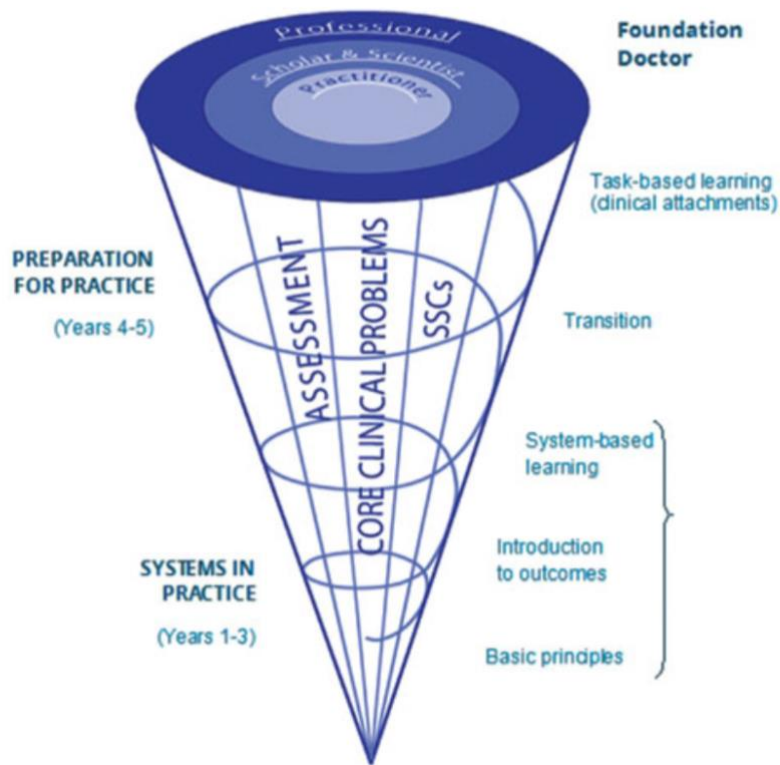 Professional
Scholar & Scientist
Practitioner
Foundation
Doctor
Task-based learning
(clinical attachments)
PREPARATION
FOR PRACTICE
(Years 4-5)
ASSESSMENT
CORE CLINICAL PROBLEMS
SSCs
Transition
System-based
learning
Introduction
to outcomes
SYSTEMS IN
PRACTICE
(Years 1-3)
Basic principles